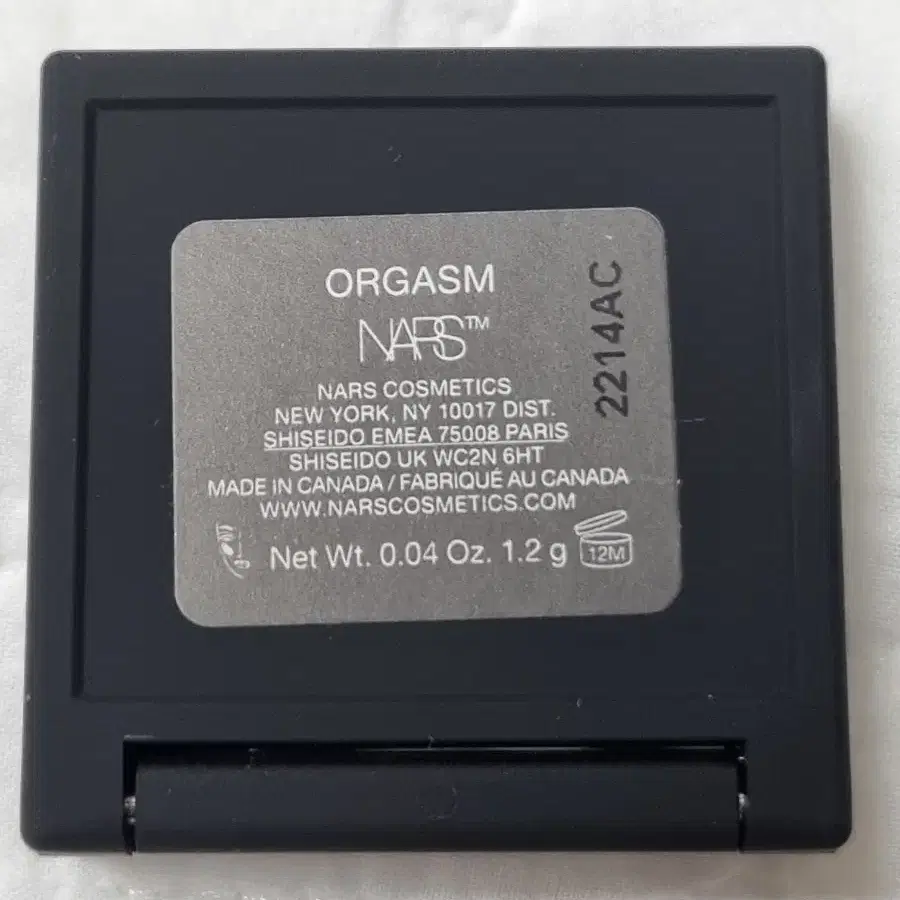 ORGASM
NARS™
NARS COSMETICS
NEW YORK, NY 10017 DIST.
SHISEIDO EMEA 75008 PARIS
SHISEIDO UK WC2N 6HT
MADE IN CANADA / FABRIQUÉ AU CANADA
WWW.NARSCOSMETICS.COM
Net Wt. 0.04 Oz. 1.2 g
12M
2214AC